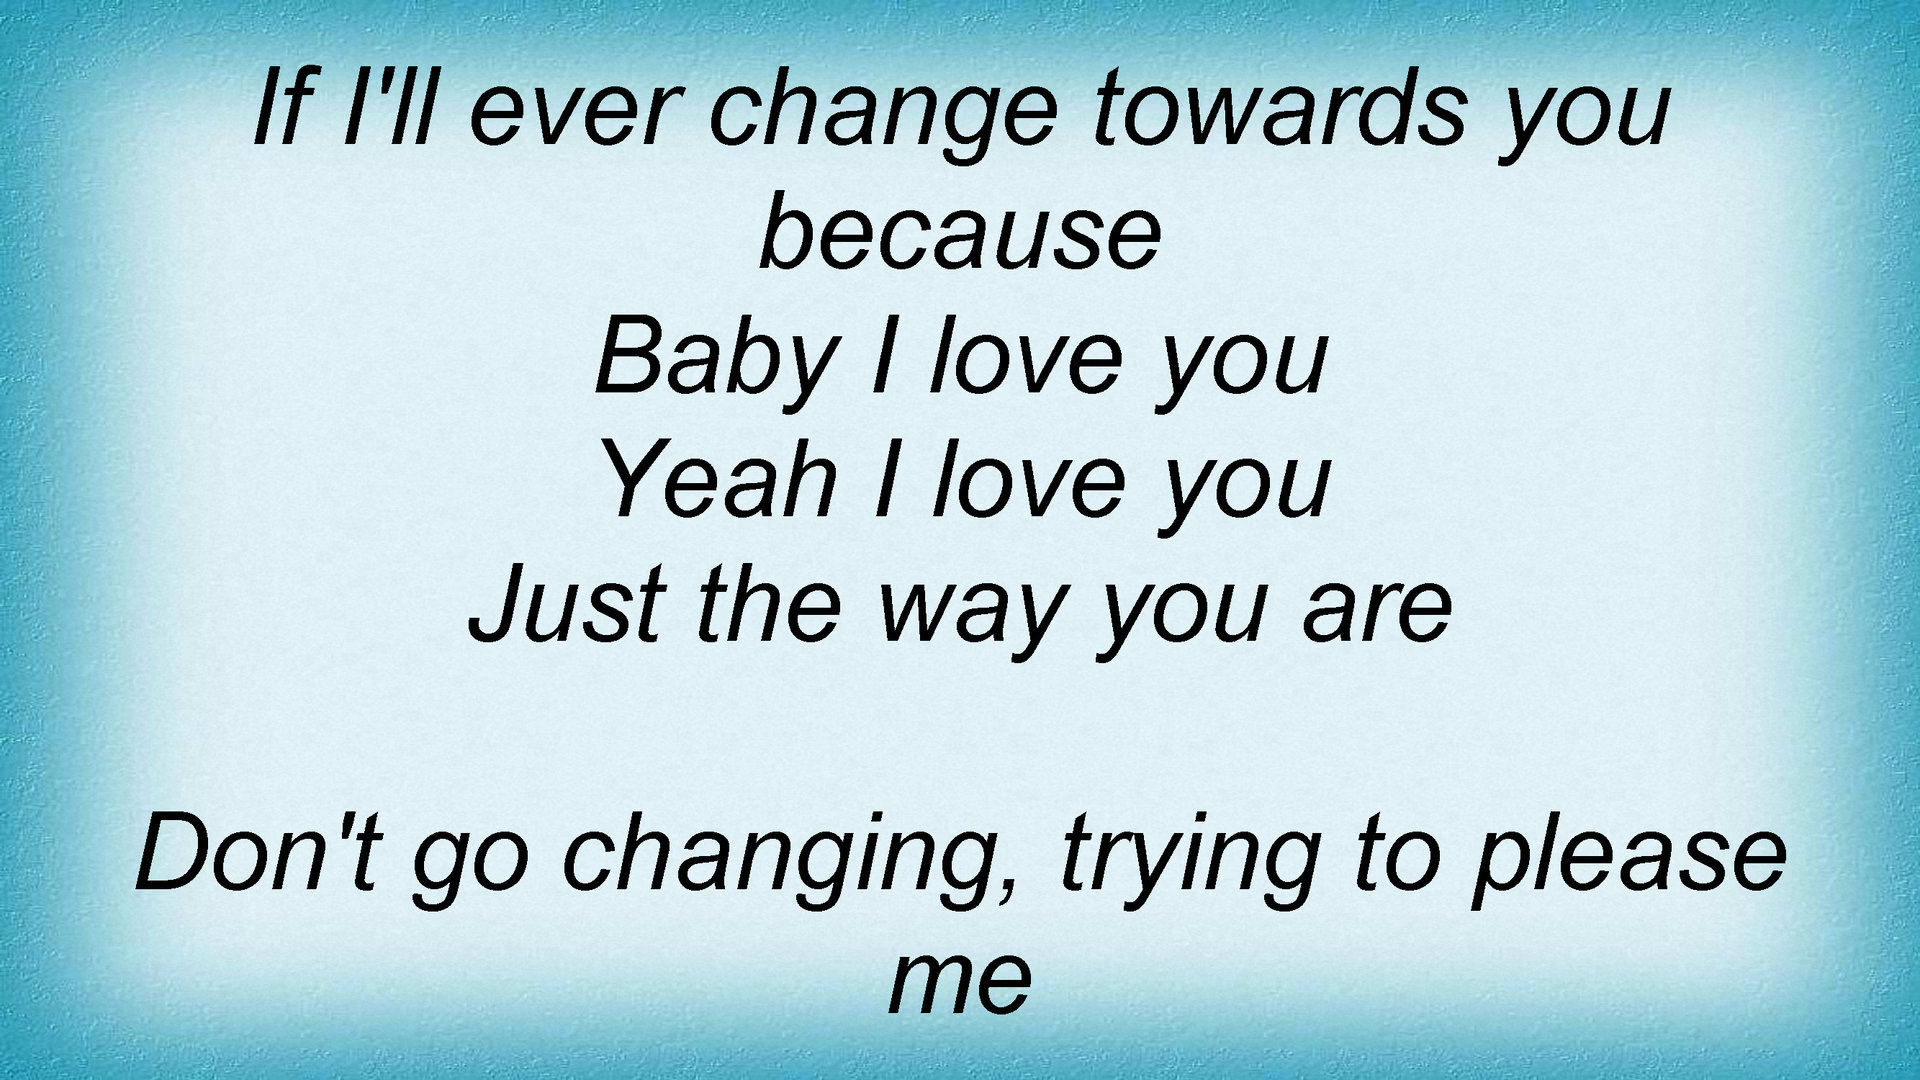 If I'll ever change towards you
because
Baby I love you
Yeah I love you
Just the way you are
Don't go changing, trying to please
me